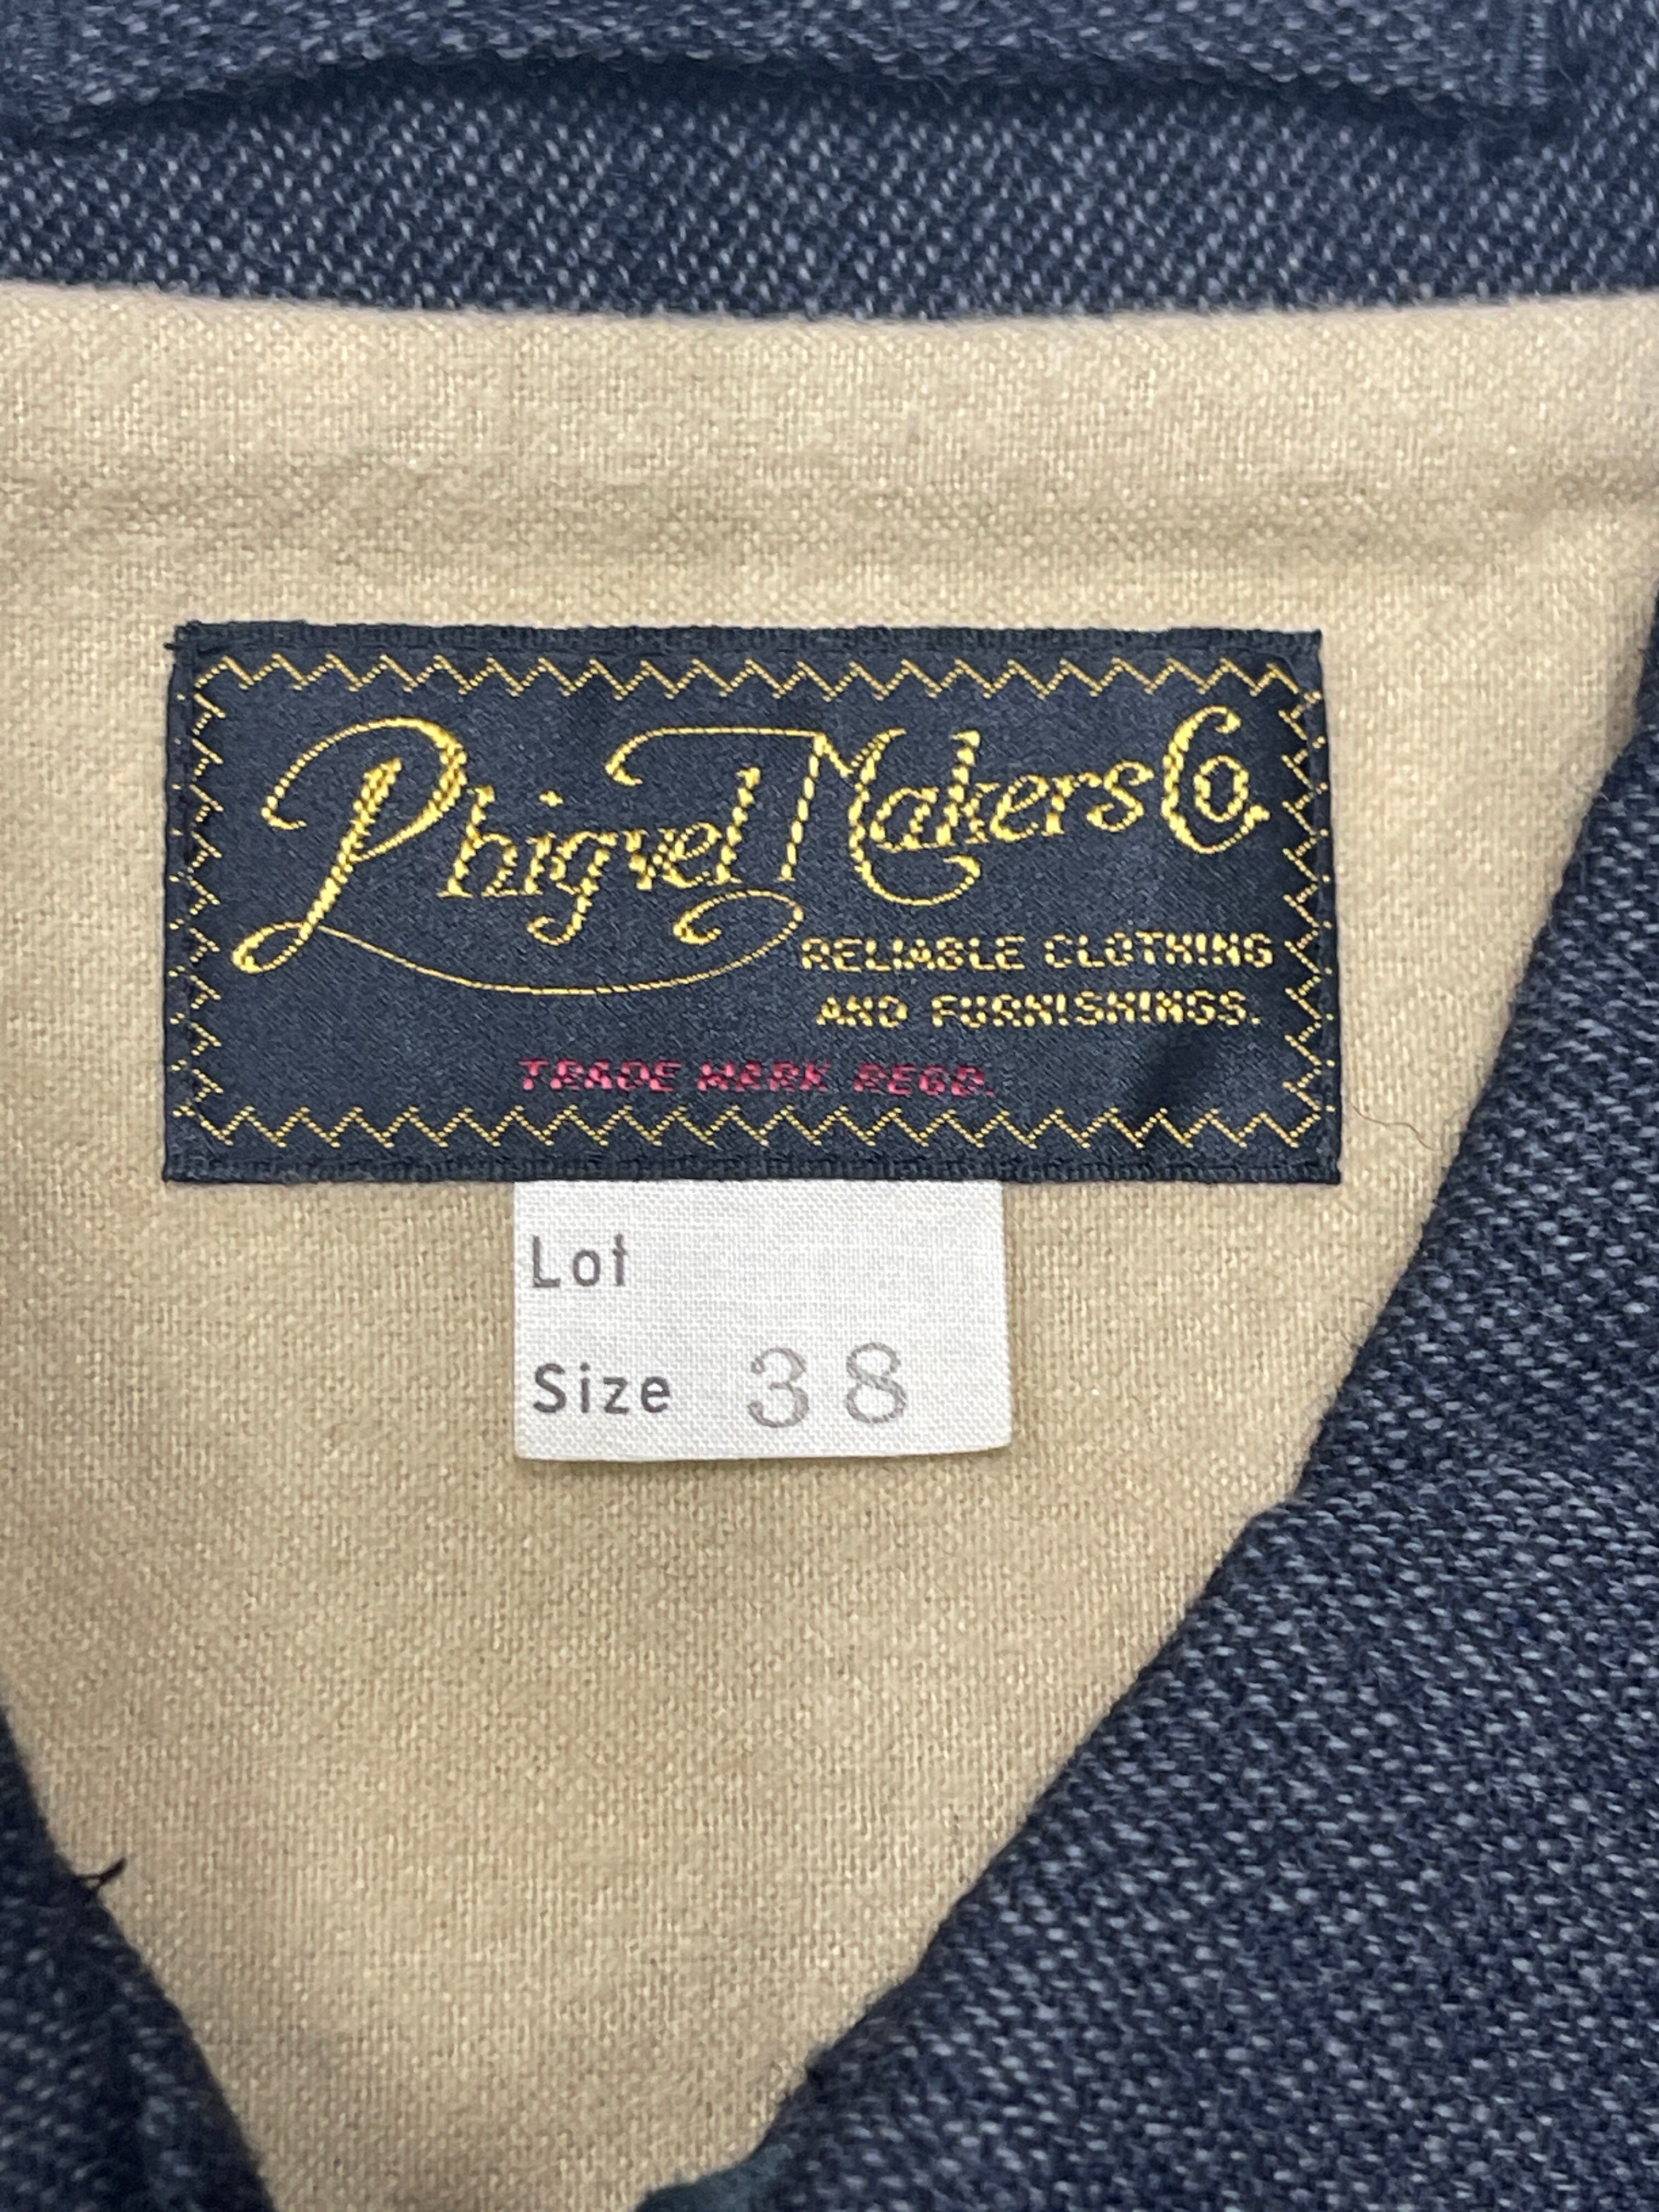 Phigvel Makers Co.
RELIABLE CLOTHING
AND FURNISHINGS.
TRADE MARK REGD.
Lot
Size 38